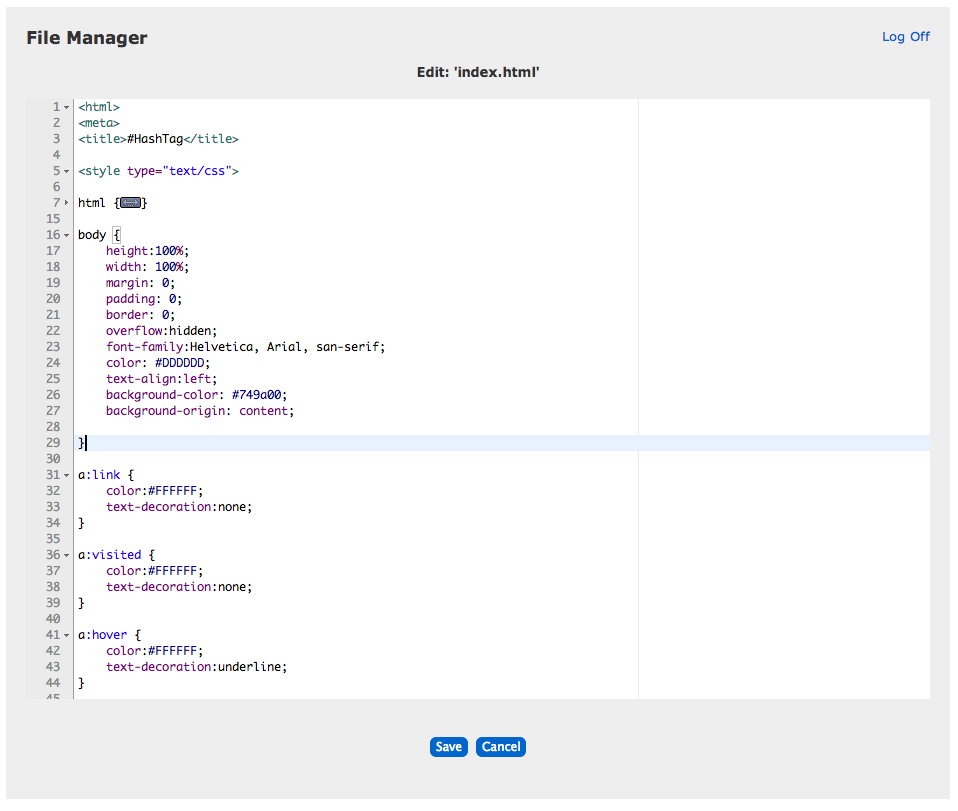 File Manager
Log Off
Edit: 'index.html'
1 <html>
2 <meta>
3 <title>#HashTag</title>
4
5 <style type="text/css">
6
7 html {<->}
15
16 body {
17 height:100%;
18 width: 100%;
19 margin: 0;
20 padding: 0;
21 border: 0;
22 overflow:hidden;
23 font-family:Helvetica, Arial, san-serif;
24 color: #DDDDDD;
25 text-align:left;
26 background-color: #749a00;
27 background-origin: content;
28
29 }
30
31 a:link {
32 color:#FFFFFF;
33 text-decoration:none;
34 }
35
36 a:visited {
37 color:#FFFFFF;
38 text-decoration:none;
39 }
40
41 a:hover {
42 color:#FFFFFF;
43 text-decoration:underline;
44 }
45
Save Cancel